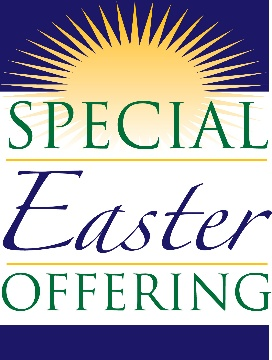 SPECIAL
Easter
OFFERING